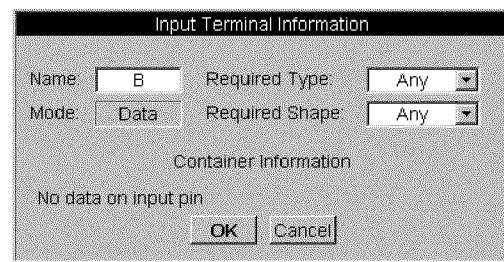 Input Terminal Information
Name: B Required Type: Any
Mode: Data Required Shape: Any
Container Information
No data on input pin
OK Cancel